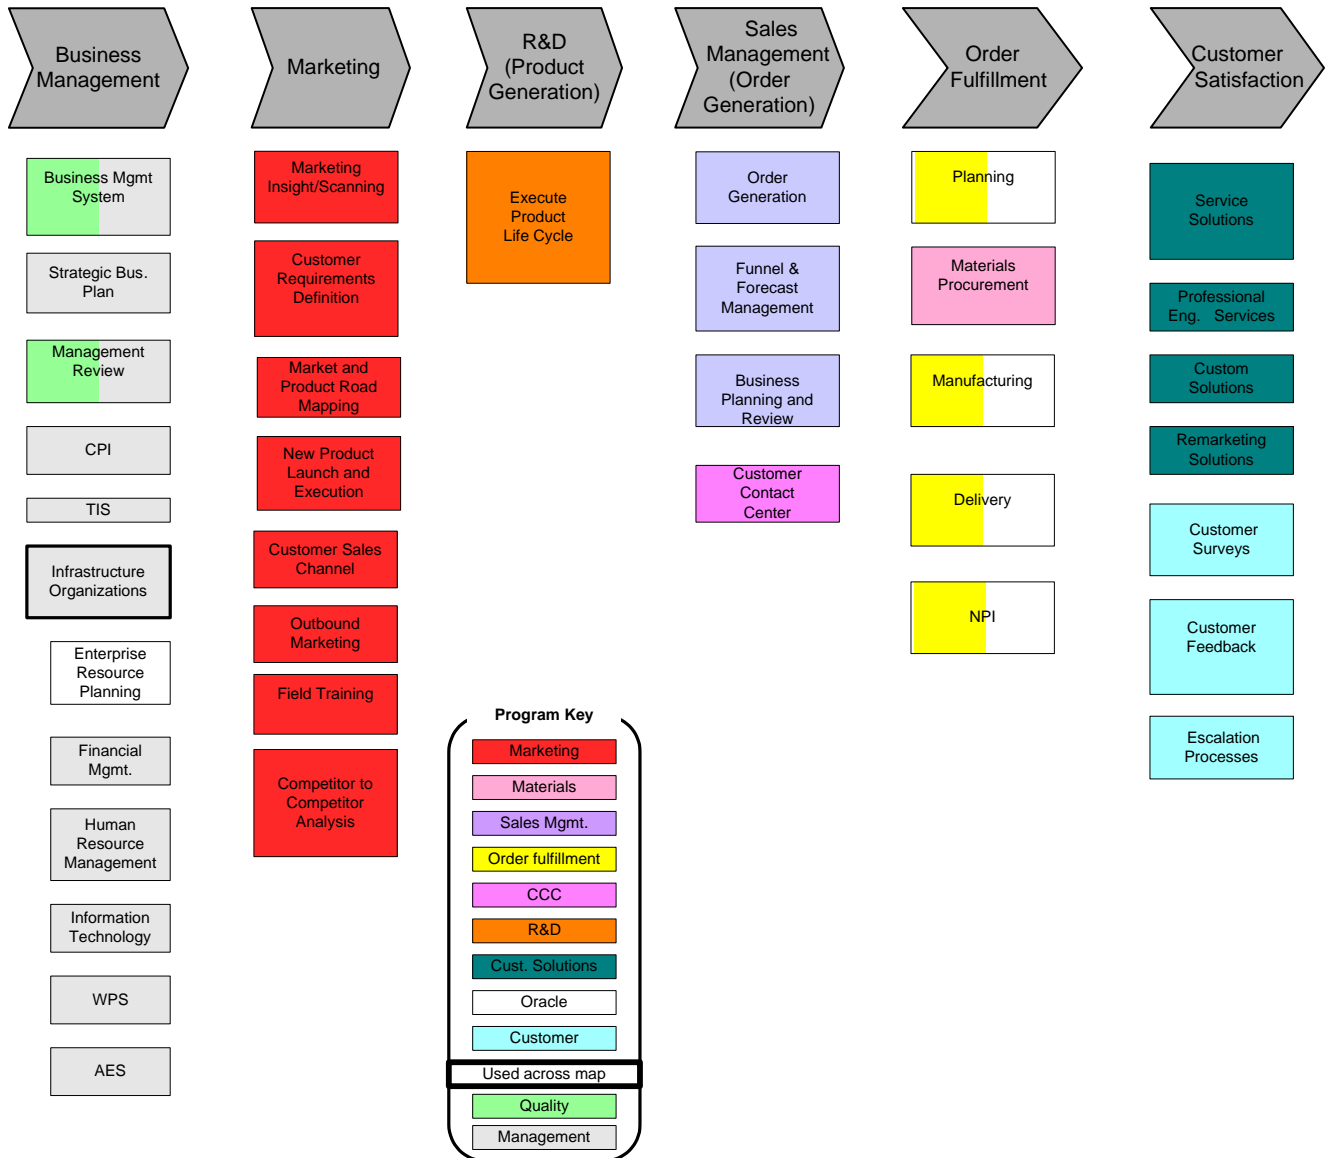 Business
Management
Marketing
R&D
(Product
Generation)
Sales
Management
(Order
Generation)
Order
Fulfillment
Customer
Satisfaction
Business Mgmt
System
Strategic Bus.
Plan
Management
Review
CPI
TIS
Infrastructure
Organizations
Enterprise
Resource
Planning
Financial
Mgmt.
Human
Resource
Management
Information
Technology
WPS
AES
Marketing
Insight/Scanning
Customer
Requirements
Definition
Market and
Product Road
Mapping
New Product
Launch and
Execution
Customer Sales
Channel
Outbound
Marketing
Field Training
Competitor to
Competitor
Analysis
Execute
Product
Life Cycle
Order
Generation
Funnel &
Forecast
Management
Business
Planning and
Review
Customer
Contact
Center
Planning
Materials
Procurement
Manufacturing
Delivery
NPI
Service
Solutions
Professional
Eng. Services
Custom
Solutions
Remarketing
Solutions
Customer
Surveys
Customer
Feedback
Escalation
Processes
Program Key
Marketing
Materials
Sales Mgmt.
Order fulfillment
CCC
R&D
Cust. Solutions
Oracle
Customer
Used across map
Quality
Management